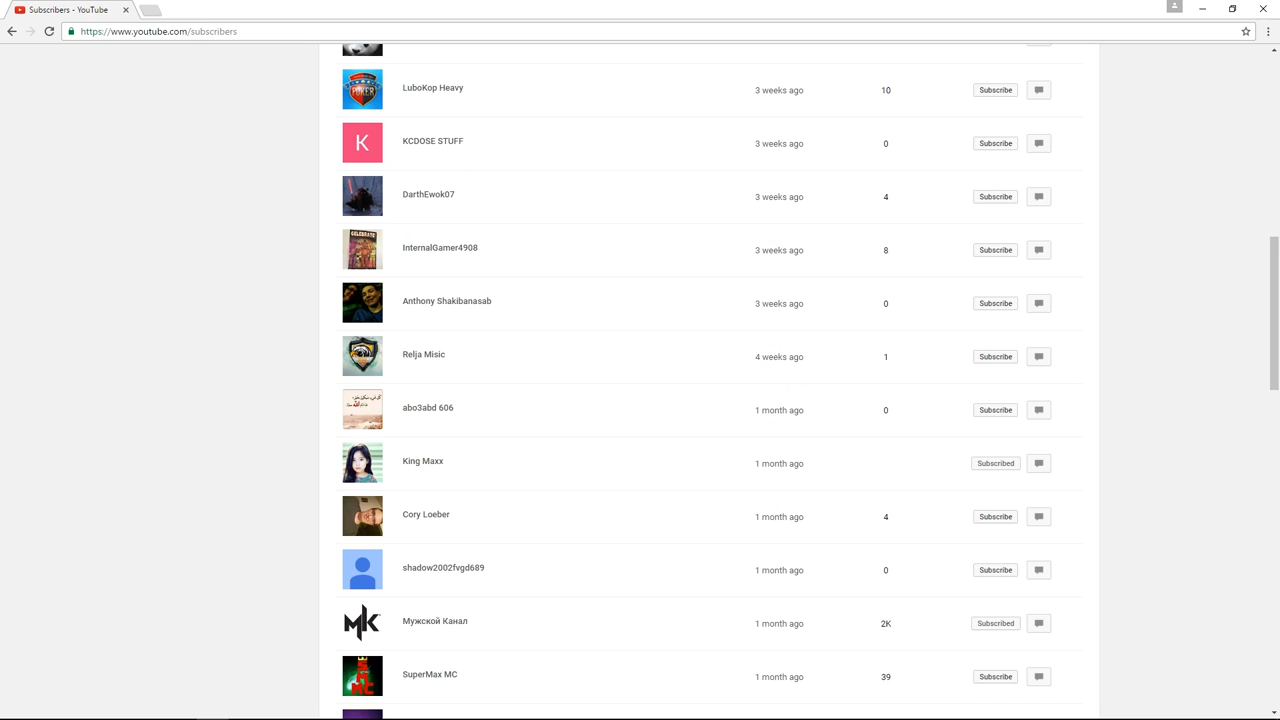 Subscribers - YouTube
https://www.youtube.com/subscribers
POKER
LuboKop Heavy 3 weeks ago 10 Subscribe
K
KCDOSE STUFF 3 weeks ago 0 Subscribe
DarthEwok07 3 weeks ago 4 Subscribe
CELEBRATE
InternalGamer4908 3 weeks ago 8 Subscribe
Anthony Shakibanasab 3 weeks ago 0 Subscribe
Relja Misic 4 weeks ago 1 Subscribe
abo3abd 606 1 month ago 0 Subscribe
King Maxx 1 month ago Subscribed
Cory Loeber 1 month ago 4 Subscribe
shadow2002fvgd689 1 month ago 0 Subscribe
MK
Мужской Канал 1 month ago 2K Subscribed
SuperMax MC 1 month ago 39 Subscribe
MC